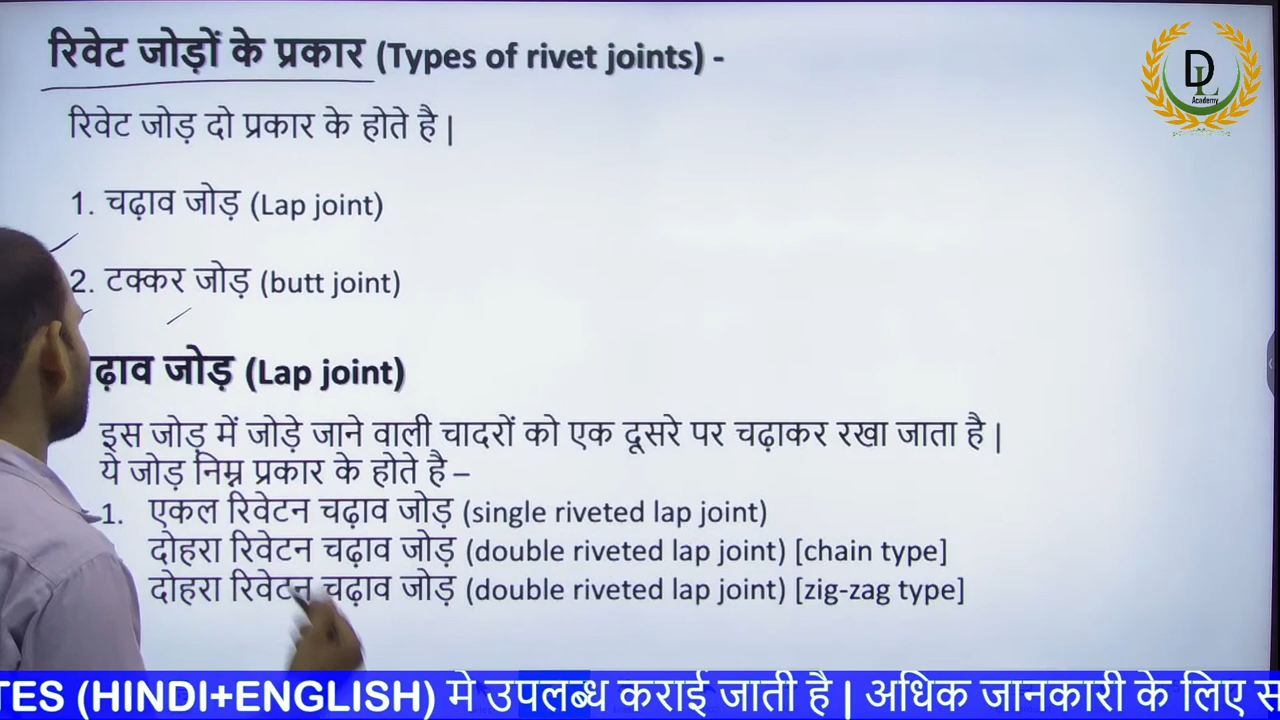 रिवेट जोड़ों के प्रकार (Types of rivet joints) -
DL
Academy
रिवेट जोड़ दो प्रकार के होते है |
1. चढ़ाव जोड़ (Lap joint)
2. टक्कर जोड़ (butt joint)
ढ़ाव जोड़ (Lap joint)
इस जोड़ में जोड़े जाने वाली चादरों को एक दूसरे पर चढ़ाकर रखा जाता है |
ये जोड़ निम्न प्रकार के होते है –
1. एकल रिवेटन चढ़ाव जोड़ (single riveted lap joint)
दोहरा रिवेटन चढ़ाव जोड़ (double riveted lap joint) [chain type]
दोहरा रिवेटन चढ़ाव जोड़ (double riveted lap joint) [zig-zag type]
TES (HINDI+ENGLISH) मे उपलब्ध कराई जाती है | अधिक जानकारी के लिए स